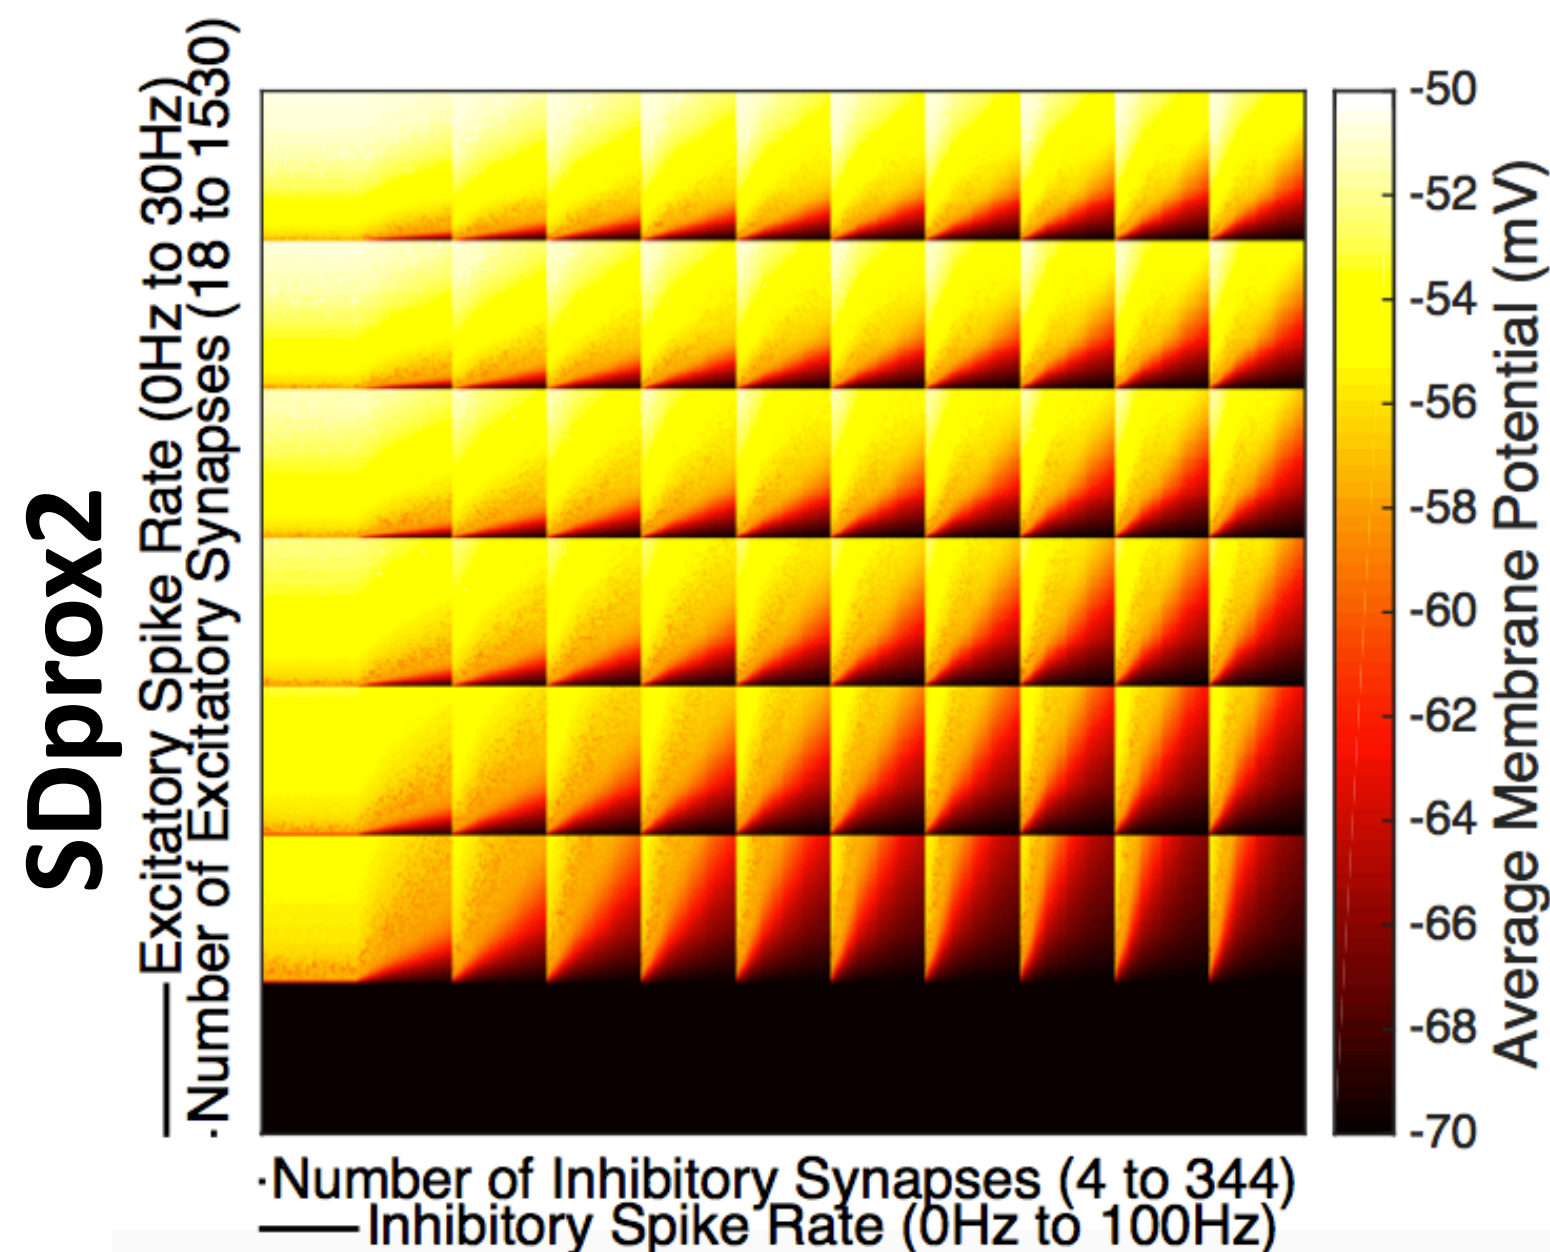 SDprox2
Excitatory Spike Rate (0Hz to 30Hz)
·Number of Excitatory Synapses (18 to 1530)
-50
-52
-54
-56
-58
-60
-62
-64
-66
-68
-70
Average Membrane Potential (mV)
·Number of Inhibitory Synapses (4 to 344)
Inhibitory Spike Rate (0Hz to 100Hz)